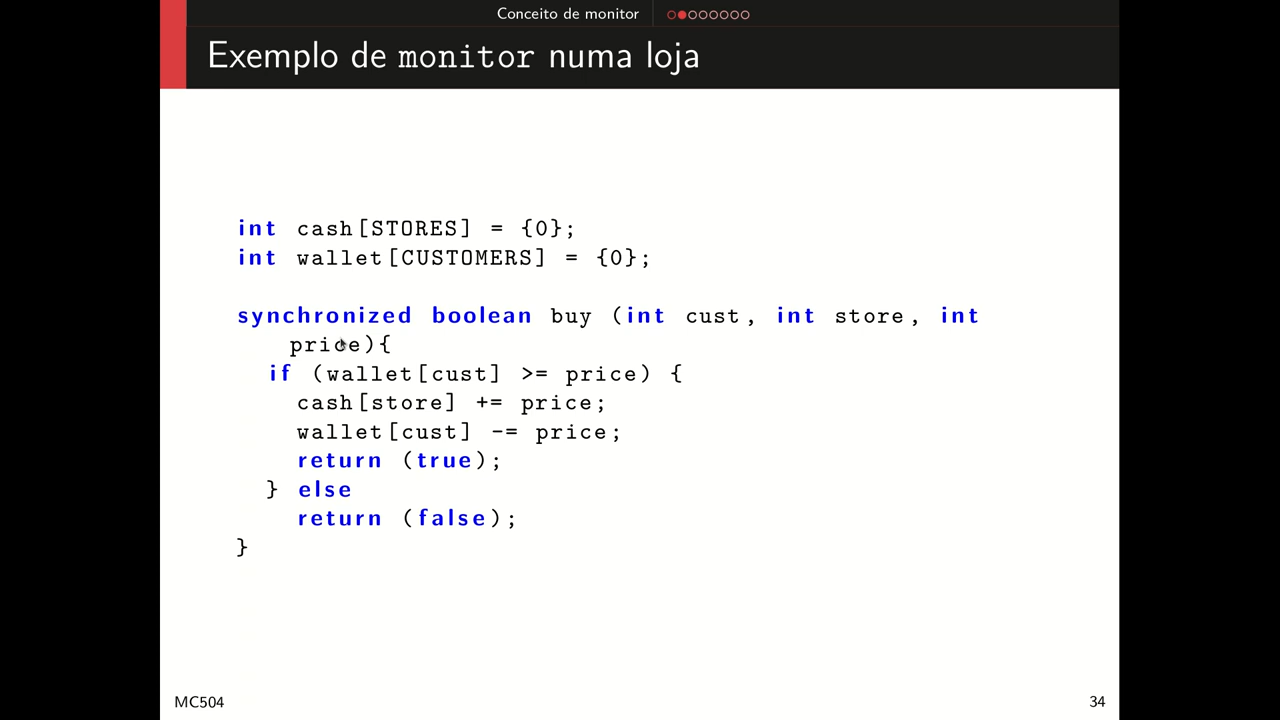 Conceito de monitor
Exemplo de monitor numa loja
int cash[STORES] = {0};
int wallet[CUSTOMERS] = {0};
synchronized boolean buy (int cust, int store, int
price){
if (wallet[cust] >= price) {
cash[store] += price;
wallet[cust] -= price;
return (true);
} else
return (false);
}
MC504
34